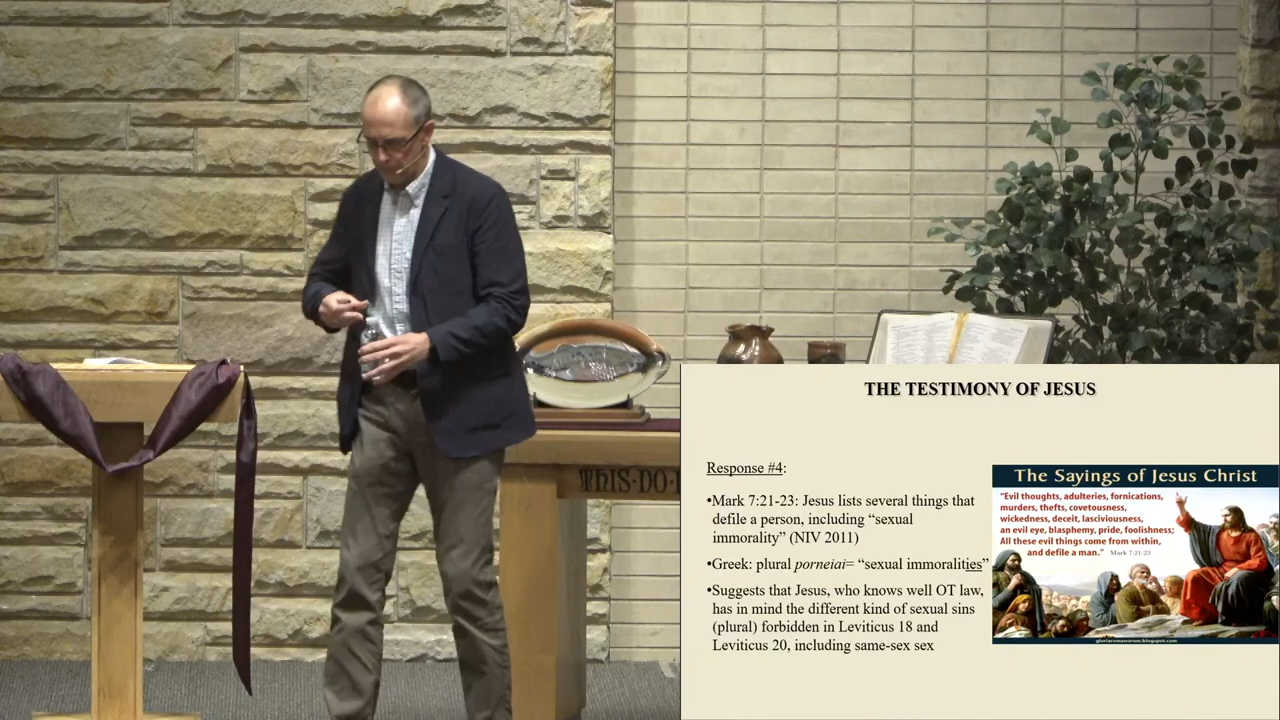 THIS·DO·
THE TESTIMONY OF JESUS
Response #4:
•Mark 7:21-23: Jesus lists several things that
defile a person, including “sexual
immorality” (NIV 2011)
•Greek: plural porneiai= “sexual immoralities”
•Suggests that Jesus, who knows well OT law,
has in mind the different kind of sexual sins
(plural) forbidden in Leviticus 18 and
Leviticus 20, including same-sex sex
The Sayings of Jesus Christ
“Evil thoughts, adulteries, fornications,
murders, thefts, covetousness,
wickedness, deceit, lasciviousness,
an evil eye, blasphemy, pride, foolishness;
All these evil things come from within,
and defile a man.” Mark 7:21-23